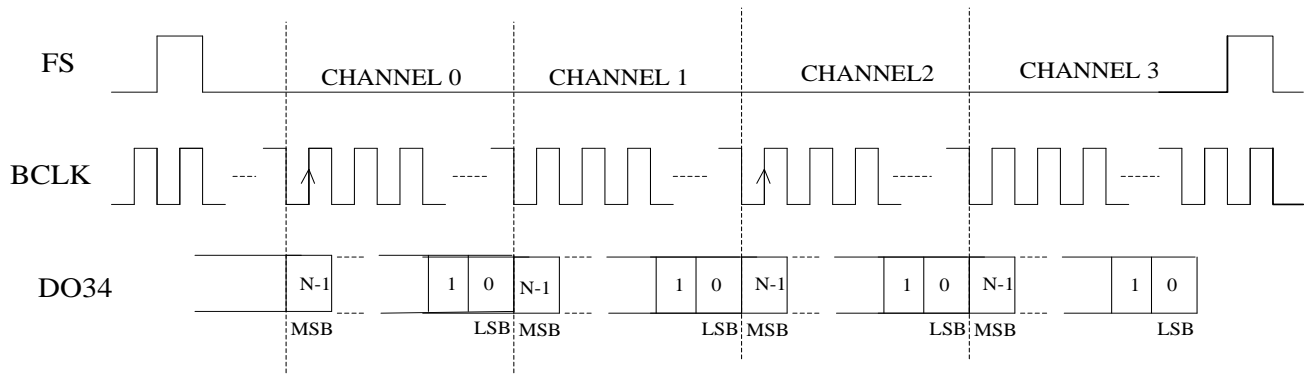 FS
CHANNEL 0 CHANNEL 1 CHANNEL2 CHANNEL 3
BCLK
DO34
N-1 1 0 N-1 1 0 N-1 1 0 N-1 1 0
MSB LSB MSB LSB MSB LSB MSB LSB